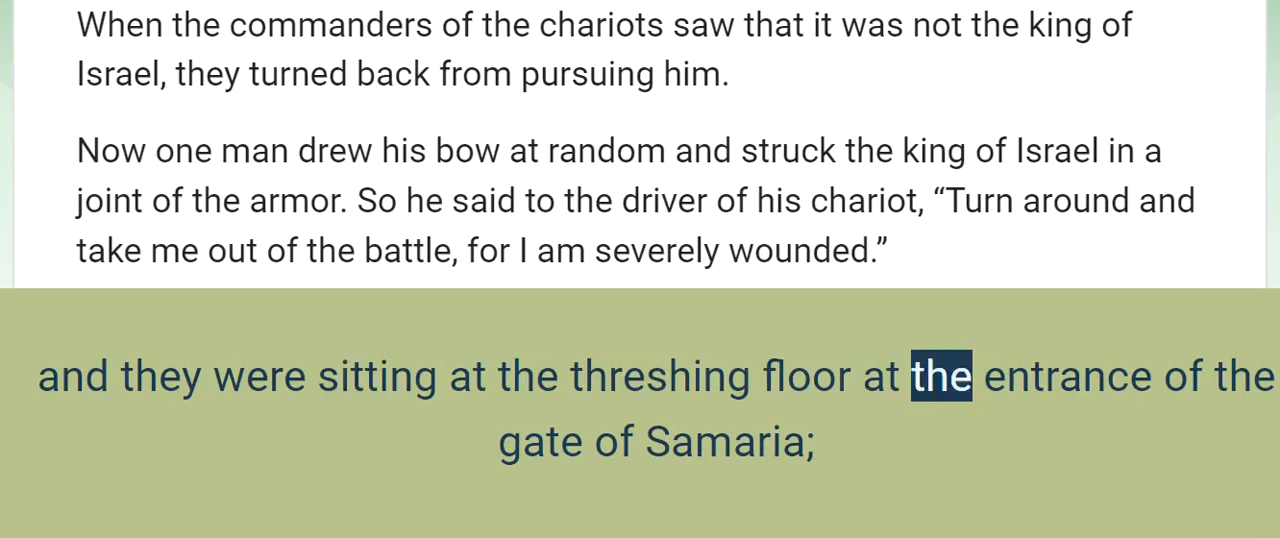 When the commanders of the chariots saw that it was not the king of
Israel, they turned back from pursuing him.
Now one man drew his bow at random and struck the king of Israel in a
joint of the armor. So he said to the driver of his chariot, “Turn around and
take me out of the battle, for I am severely wounded.”
and they were sitting at the threshing floor at the entrance of the
gate of Samaria;